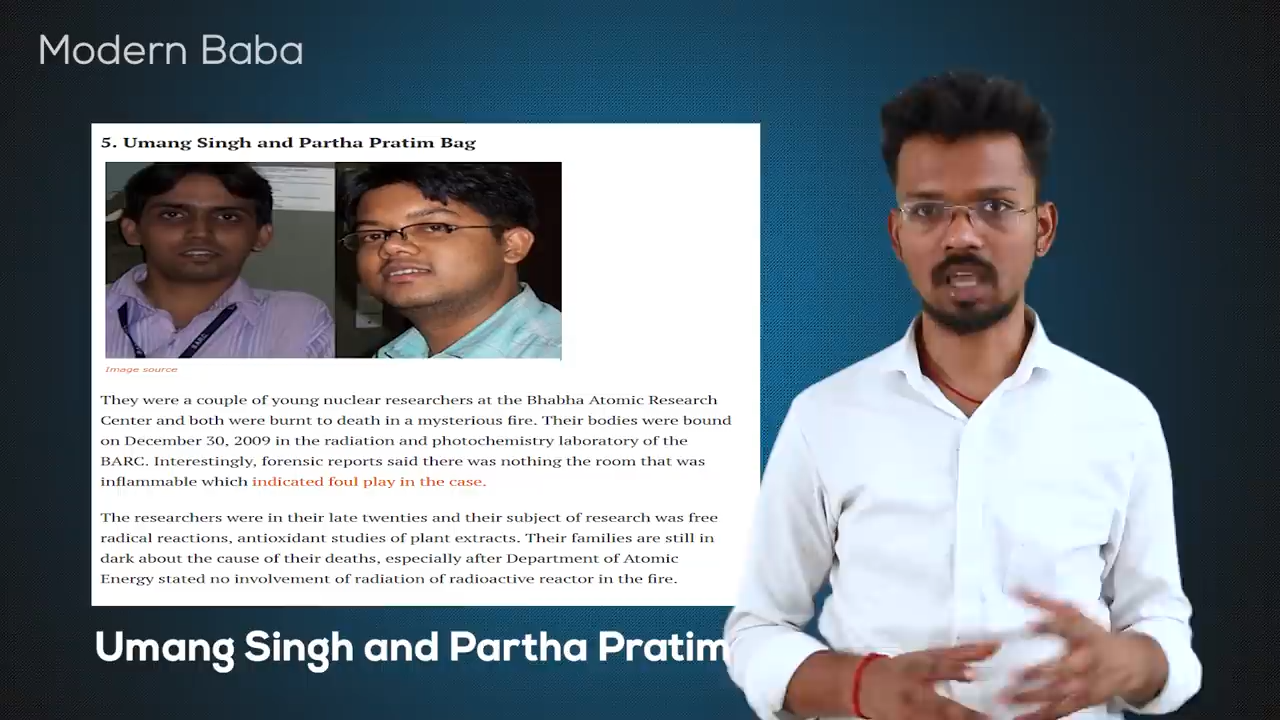 Modern Baba
5. Umang Singh and Partha Pratim Bag
BARC
Image source
They were a couple of young nuclear researchers at the Bhabha Atomic Research
Center and both were burnt to death in a mysterious fire. Their bodies were bound
on December 30, 2009 in the radiation and photochemistry laboratory of the
BARC. Interestingly, forensic reports said there was nothing the room that was
inflammable which indicated foul play in the case.
The researchers were in their late twenties and their subject of research was free
radical reactions, antioxidant studies of plant extracts. Their families are still in
dark about the cause of their deaths, especially after Department of Atomic
Energy stated no involvement of radiation of radioactive reactor in the fire.
Umang Singh and Partha Pratim